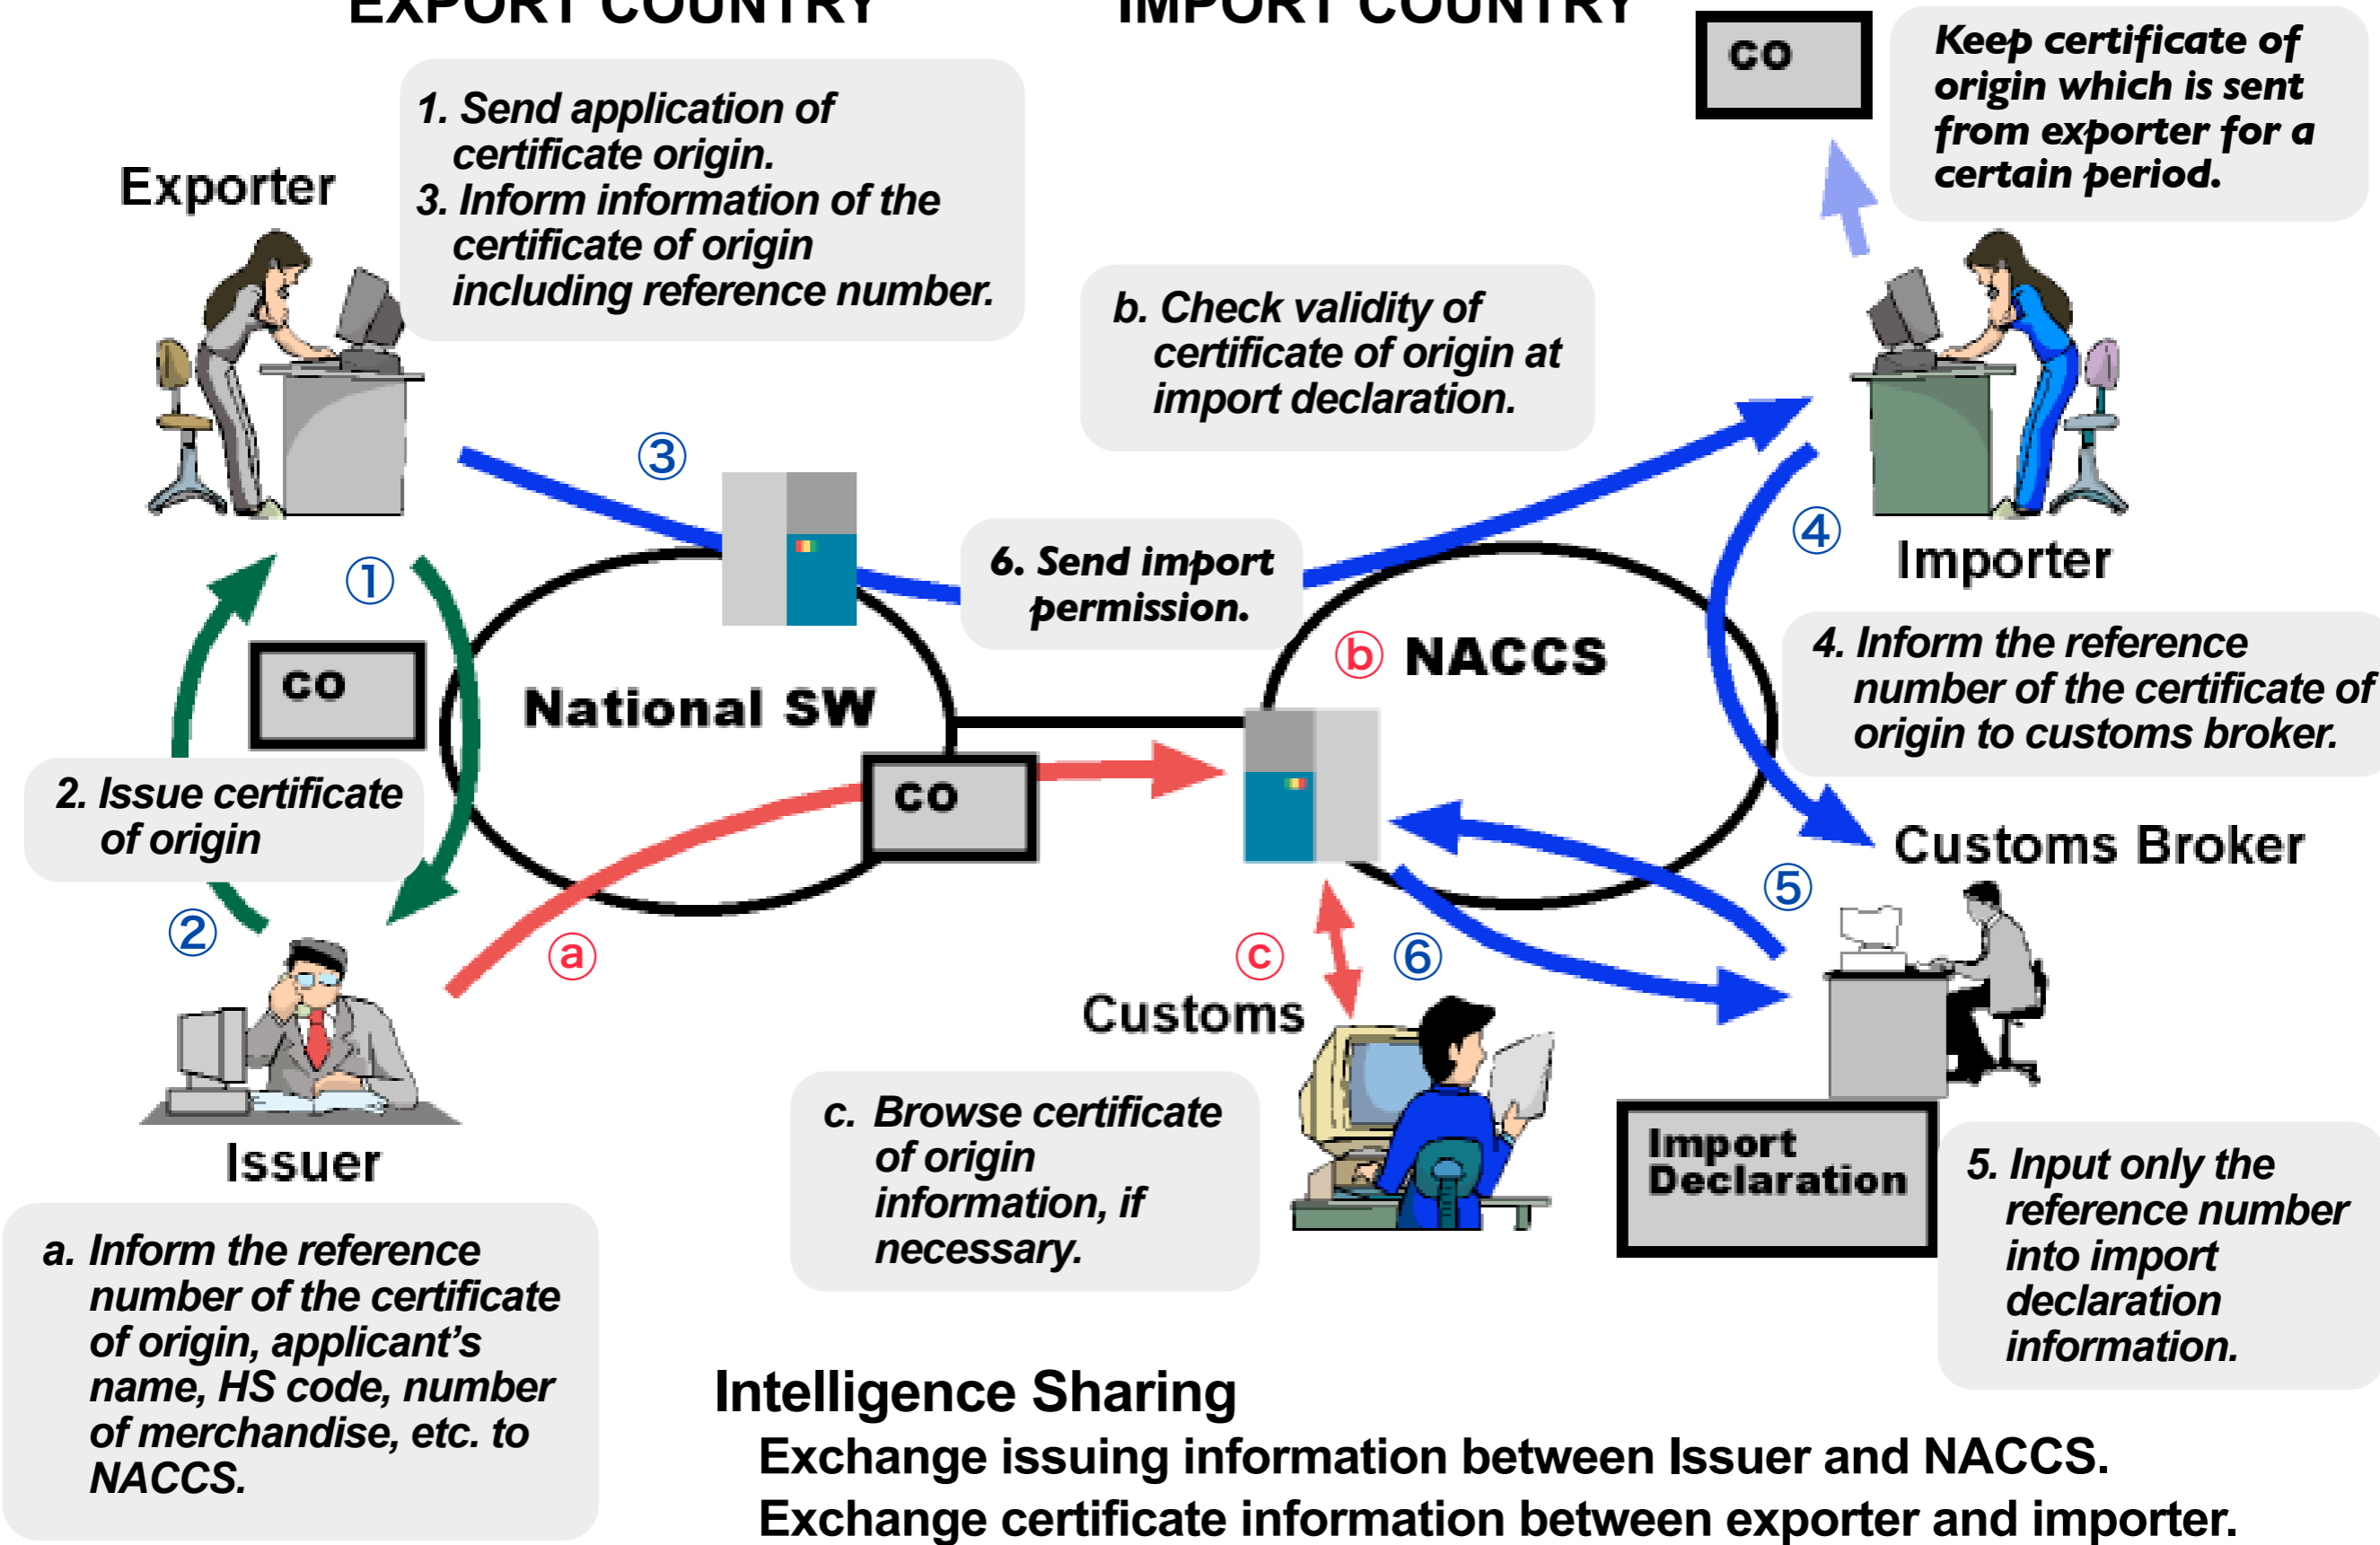 EXPORT COUNTRY
IMPORT COUNTRY
CO
Keep certificate of
origin which is sent
from exporter for a
certain period.
1. Send application of
certificate origin.
3. Inform information of the
certificate of origin
including reference number.
Exporter
b. Check validity of
certificate of origin at
import declaration.
③
④
Importer
①
6. Send import
permission.
4. Inform the reference
number of the certificate of
origin to customs broker.
CO
National SW
ⓑ NACCS
2. Issue certificate
of origin
CO
Customs Broker
②
ⓐ
ⓒ
⑥
⑤
Customs
Issuer
c. Browse certificate
of origin
information, if
necessary.
Import
Declaration
5. Input only the
reference number
into import
declaration
information.
a. Inform the reference
number of the certificate
of origin, applicant’s
name, HS code, number
of merchandise, etc. to
NACCS.
Intelligence Sharing
Exchange issuing information between Issuer and NACCS.
Exchange certificate information between exporter and importer.